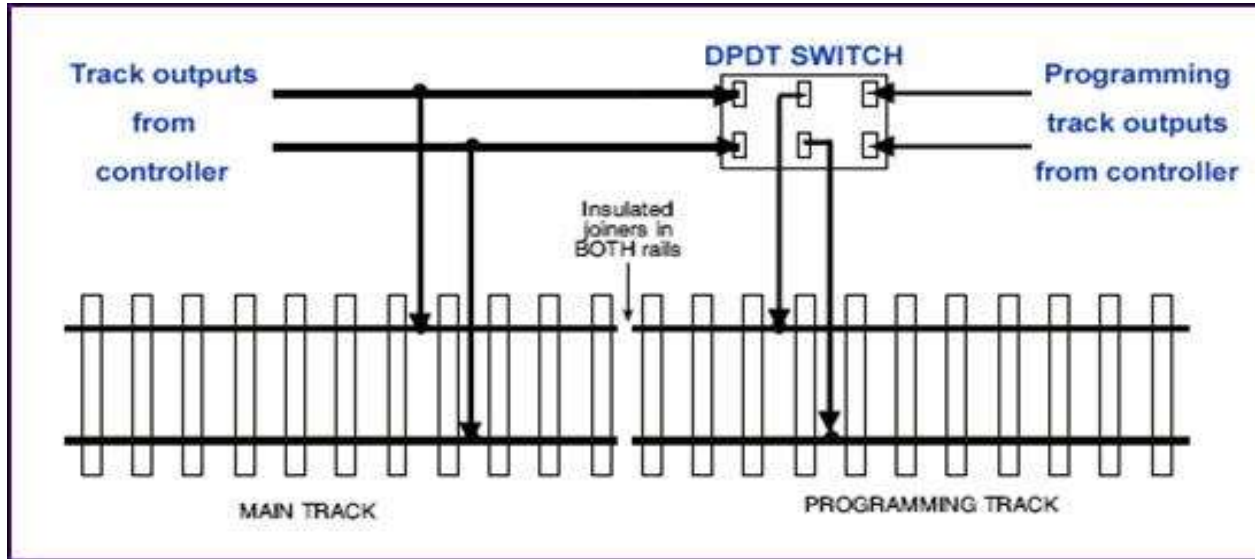 DPDT SWITCH
Track outputs
from
controller
Programming
track outputs
from controller
Insulated
joiners in
BOTH rails
MAIN TRACK
PROGRAMMING TRACK